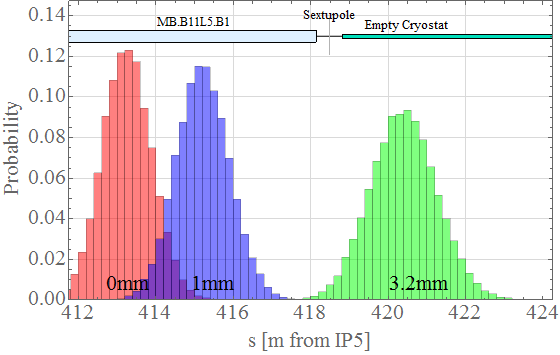 MB.B11L5.B1
Sextupole
Empty Cryostat
0.14
0.12
0.10
0.08
0.06
0.04
0.02
0.00
Probability
0mm
1mm
3.2mm
412
414
416
418
420
422
424
s [m from IP5]